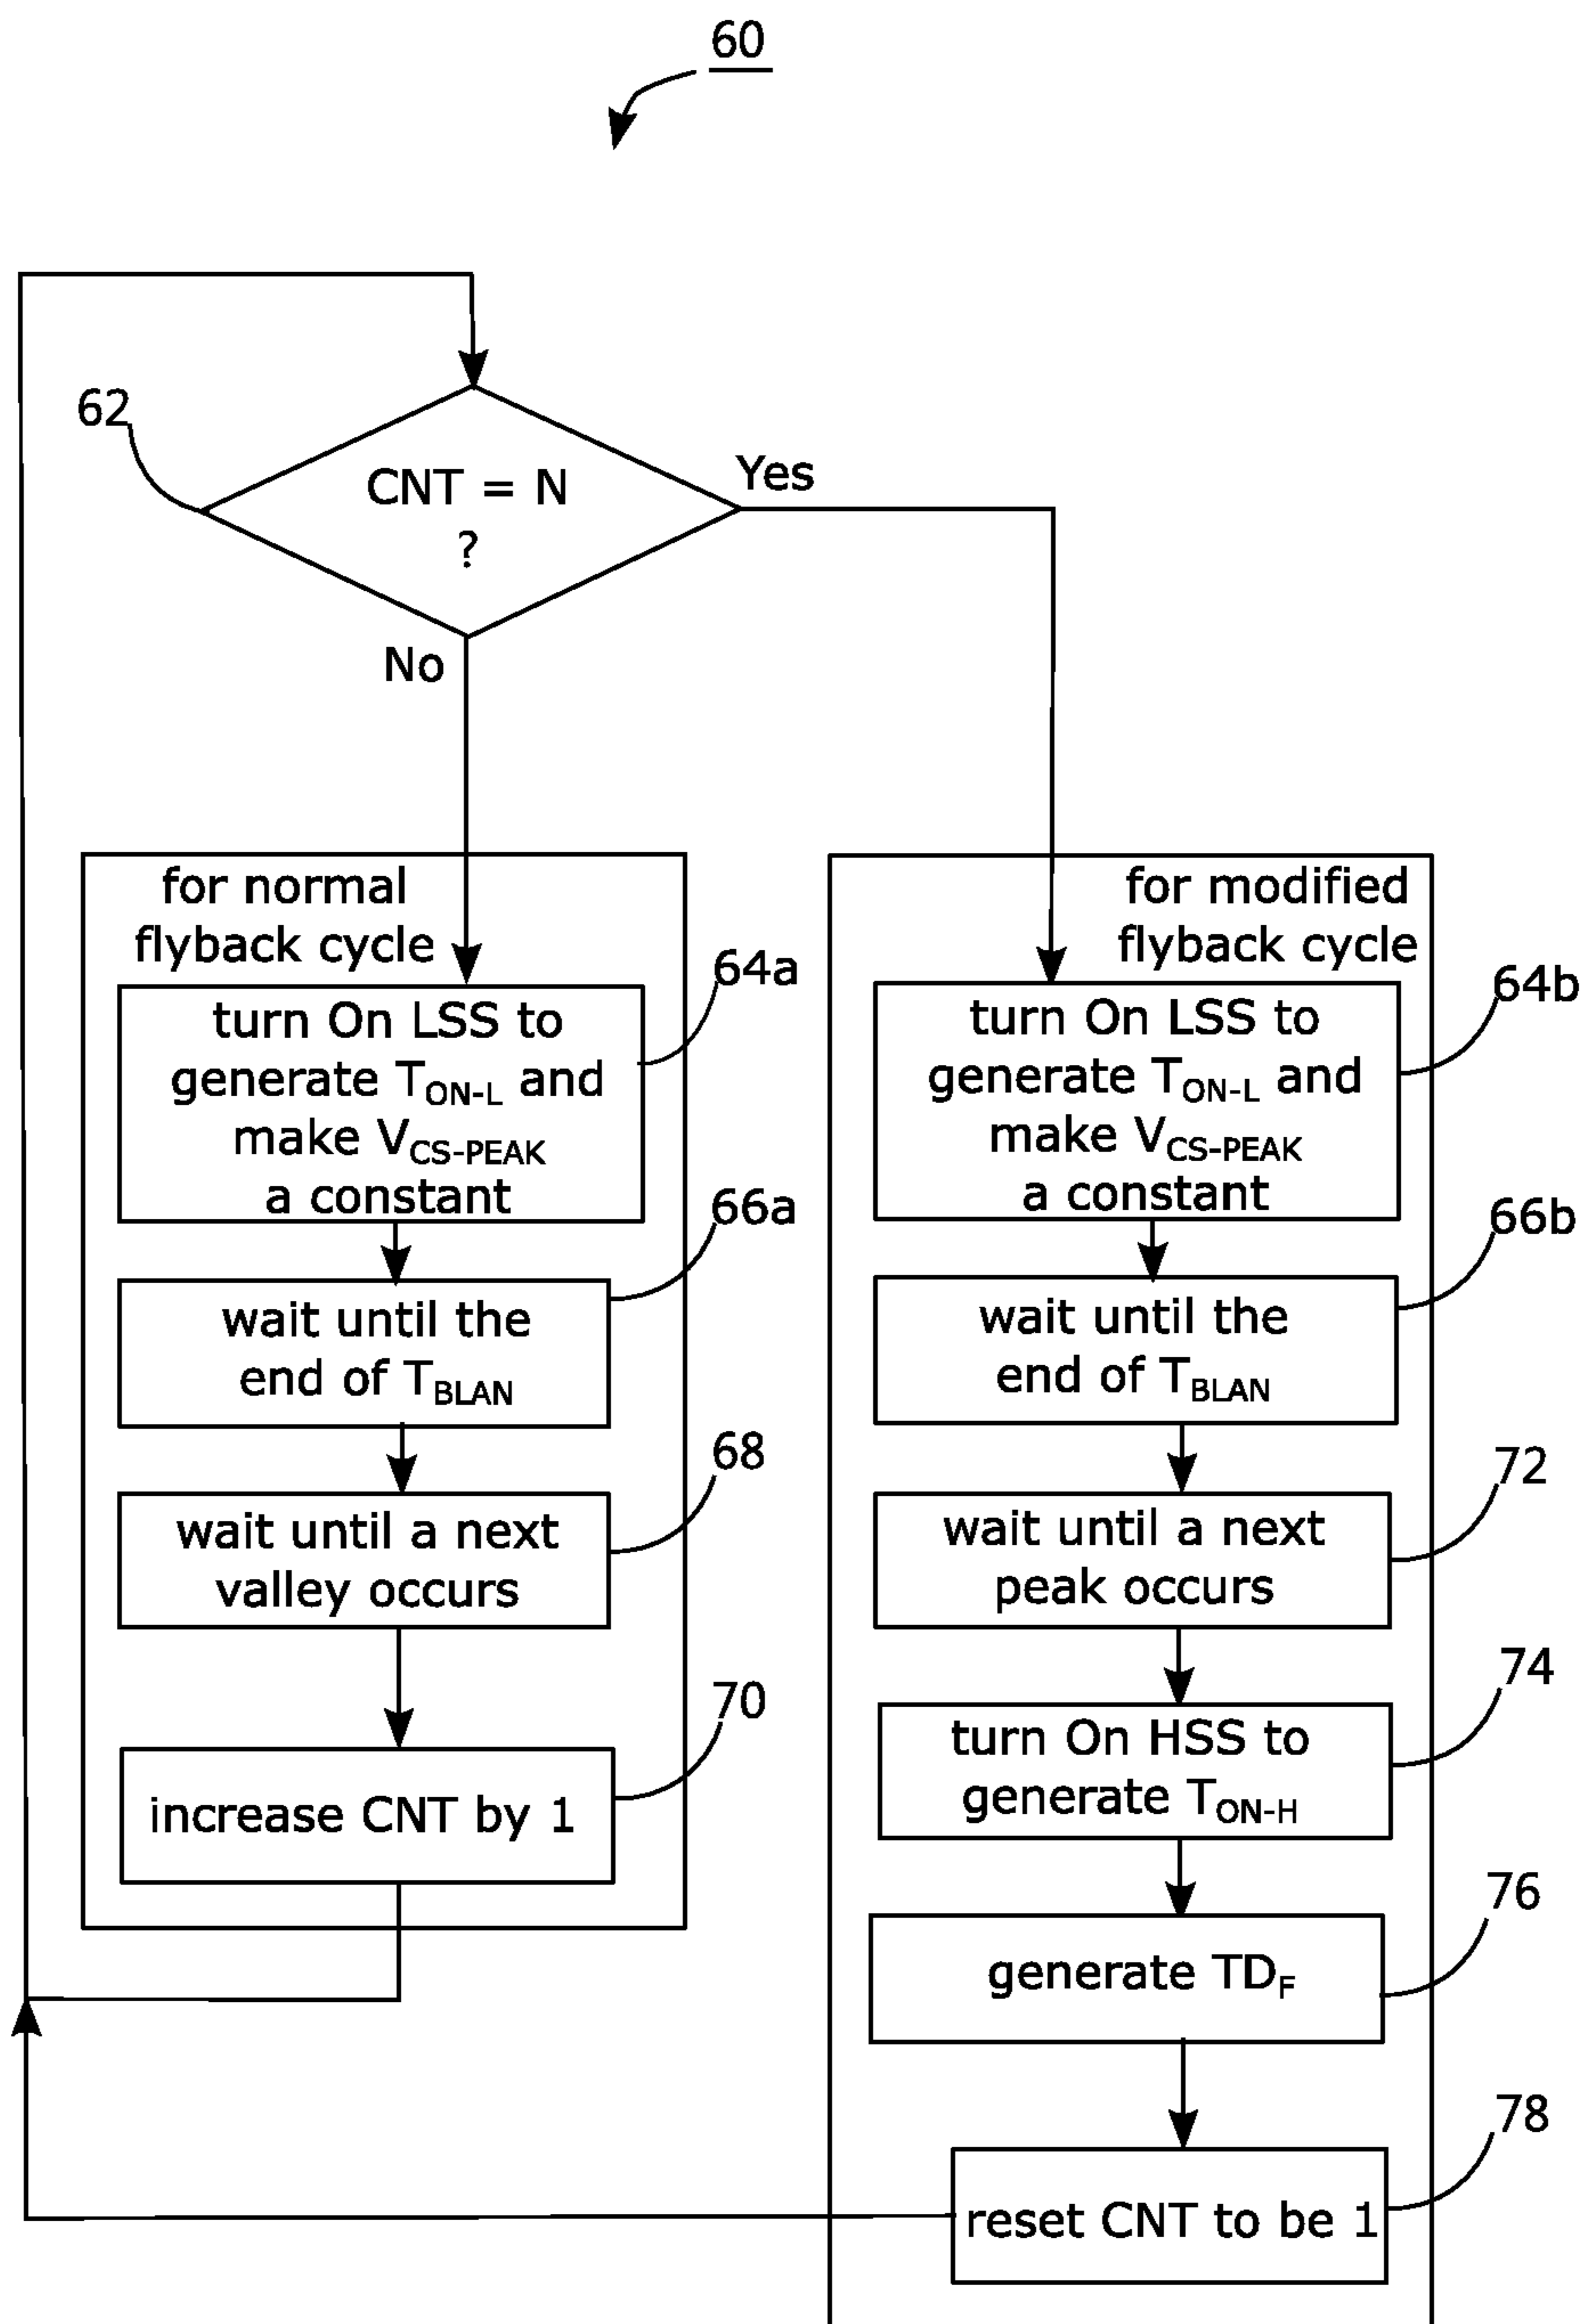 60
62
CNT = N
?
Yes
No
for normal
flyback cycle
64a
turn On LSS to
generate TON-L and
make VCS-PEAK
a constant
66a
wait until the
end of TBLAN
68
wait until a next
valley occurs
70
increase CNT by 1
for modified
flyback cycle
64b
turn On LSS to
generate TON-L and
make VCS-PEAK
a constant
66b
wait until the
end of TBLAN
72
wait until a next
peak occurs
74
turn On HSS to
generate TON-H
76
generate TDF
78
reset CNT to be 1